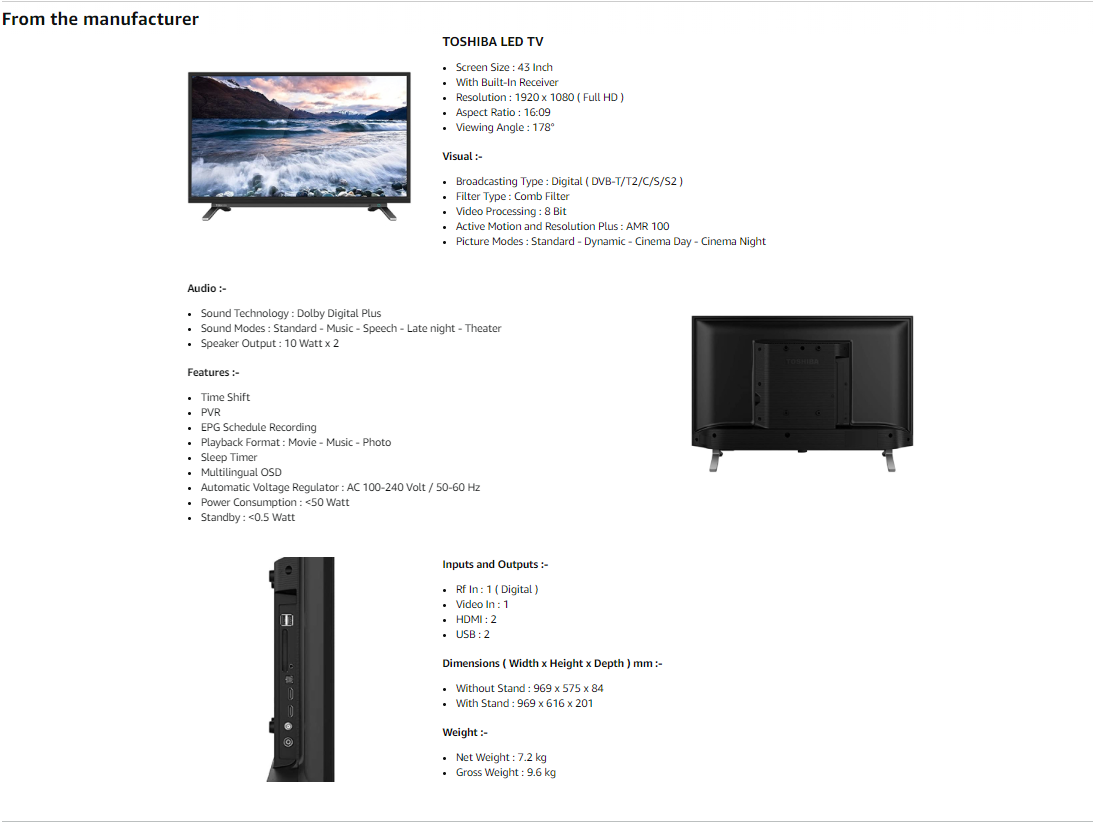 From the manufacturer
TOSHIBA LED TV
Screen Size : 43 Inch
With Built-In Receiver
Resolution : 1920 x 1080 ( Full HD )
Aspect Ratio : 16:09
Viewing Angle : 178°
Visual :-
Broadcasting Type : Digital ( DVB-T/T2/C/S/S2 )
Filter Type : Comb Filter
Video Processing : 8 Bit
Active Motion and Resolution Plus : AMR 100
Picture Modes : Standard - Dynamic - Cinema Day - Cinema Night
Audio :-
Sound Technology : Dolby Digital Plus
Sound Modes : Standard - Music - Speech - Late night - Theater
Speaker Output : 10 Watt x 2
Features :-
Time Shift
PVR
EPG Schedule Recording
Playback Format : Movie - Music - Photo
Sleep Timer
Multilingual OSD
Automatic Voltage Regulator : AC 100-240 Volt / 50-60 Hz
Power Consumption : <50 Watt
Standby : <0.5 Watt
TOSHIBA
Inputs and Outputs :-
Rf In : 1 ( Digital )
Video In : 1
HDMI : 2
USB : 2
Dimensions ( Width x Height x Depth ) mm :-
Without Stand : 969 x 575 x 84
With Stand : 969 x 616 x 201
Weight :-
Net Weight : 7.2 kg
Gross Weight : 9.6 kg